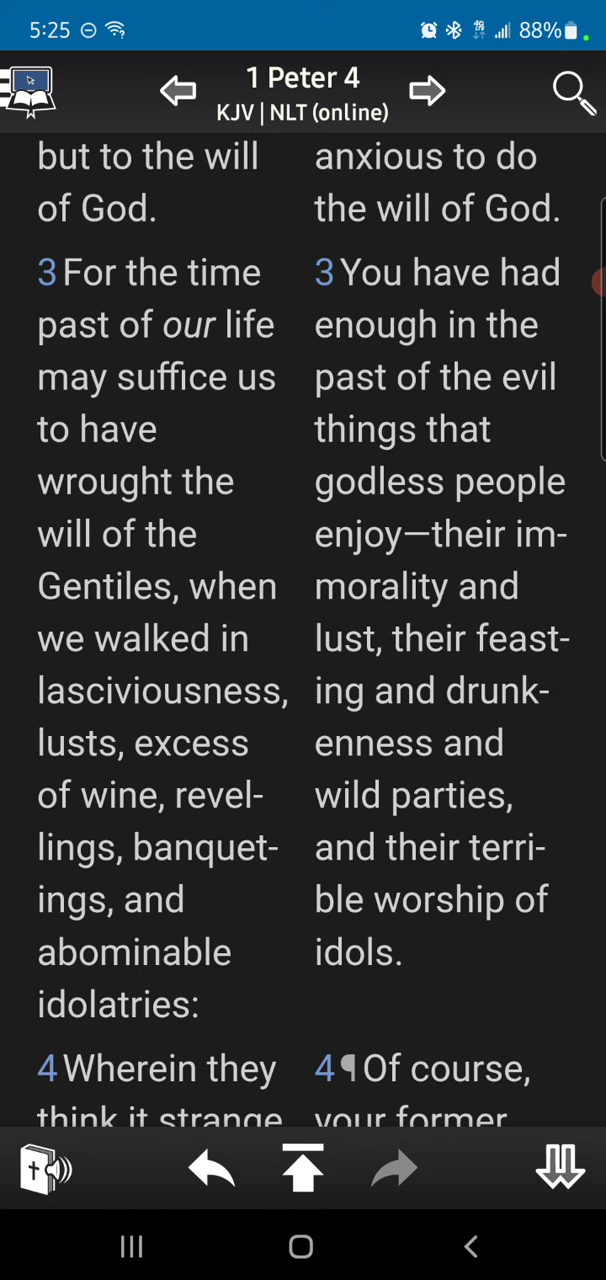 5:25
88%
1 Peter 4
KJV | NLT (online)
but to the will
of God.
3 For the time
past of our life
may suffice us
to have
wrought the
will of the
Gentiles, when
we walked in
lasciviousness,
lusts, excess
of wine, revel-
lings, banquet-
ings, and
abominable
idolatries:
4 Wherein they
think it strange
anxious to do
the will of God.
3 You have had
enough in the
past of the evil
things that
godless people
enjoy—their im-
morality and
lust, their feast-
ing and drunk-
enness and
wild parties,
and their terri-
ble worship of
idols.
4 ¶ Of course,
your former